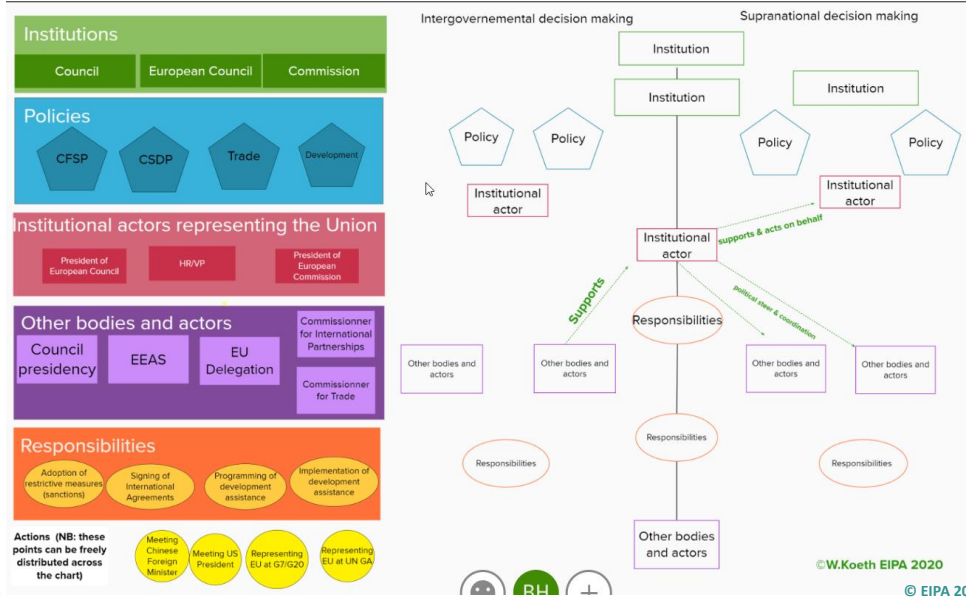 Institutions
Council
European Council
Commission
Policies
CFSP
CSDP
Trade
Development
Institutional actors representing the Union
President of
European Council
HR/VP
President of
European
Commission
Other bodies and actors
Council
presidency
EEAS
EU
Delegation
Commissionner
for International
Partnerships
Commissionner
for Trade
Responsibilities
Adoption of
restrictive measures
(sanctions)
Signing of
International
Agreements
Programming of
development
assistance
Implementation of
development
assistance
Actions (NB: these
points can be freely
distributed across
the chart)
Meeting
Chinese
Foreign
Minister
Meeting US
President
Representing
EU at G7/G20
Representing
EU at UN GA
Intergovernemental decision making
Supranational decision making
Institution
Institution
Institution
Policy
Policy
Policy
Policy
Institutional
actor
Institutional
actor
Institutional
actor
supports & acts on behalf
Supports
political steer & coordination
Responsibilities
Other bodies and
actors
Other bodies and
actors
Other bodies and
actors
Other bodies and
actors
Responsibilities
Responsibilities
Responsibilities
Other bodies
and actors
©W.Koeth EIPA 2020
BH
© EIPA 20